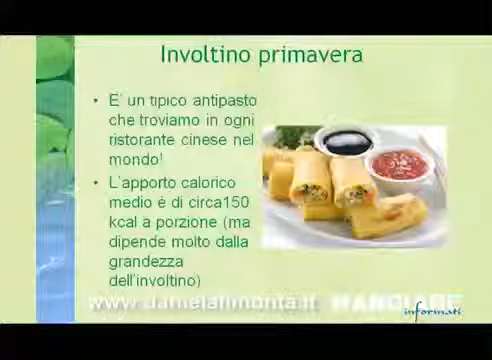 Involtino primavera
• E' un tipico antipasto
che troviamo in ogni
ristorante cinese nel
mondo!
• L'apporto calorico
medio è di circa150
kcal a porzione (ma
dipende molto dalla
grandezza
dell'involtino)
informati